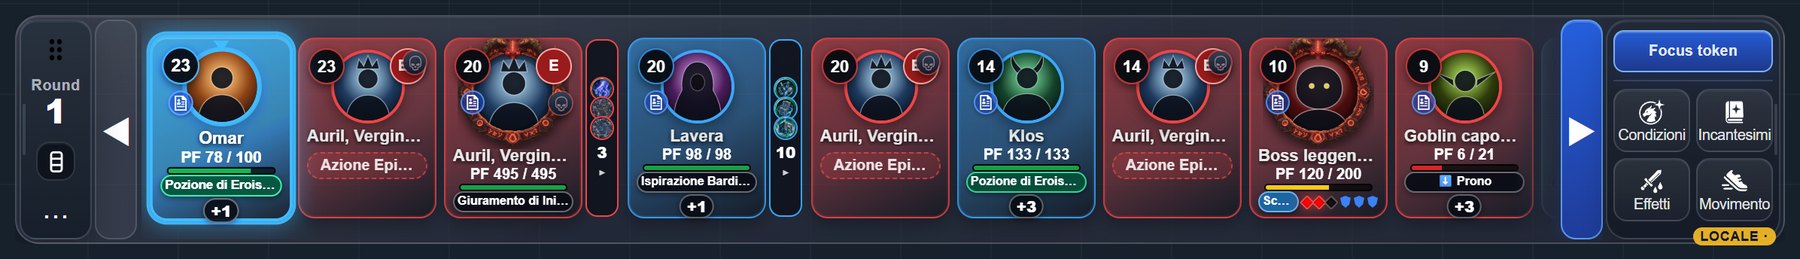 Round
1
...
23
Omar
PF 78 / 100
Pozione di Erois...
+1
23
Auril, Vergin...
Azione Epi...
20
E
Auril, Vergin...
PF 495 / 495
Giuramento di Ini...
3
20
Lavera
PF 98 / 98
Ispirazione Bardi...
+1
10
20
Auril, Vergin...
Azione Epi...
14
Klos
PF 133 / 133
Pozione di Erois...
+3
14
Auril, Vergin...
Azione Epi...
10
Boss leggen...
PF 120 / 200
Sc...
9
Goblin capo...
PF 6 / 21
Prono
+3
Focus token
Condizioni
Incantesimi
Effetti
Movimento
LOCALE ·